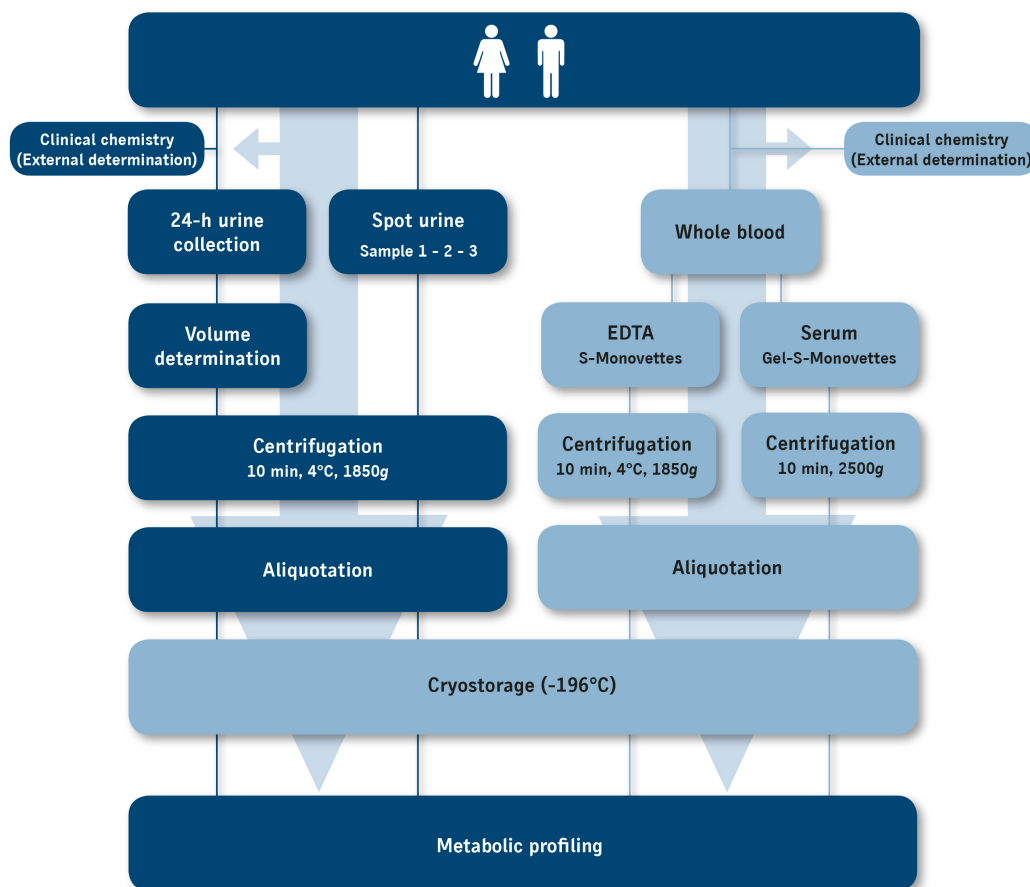 Clinical chemistry
(External determination)
Clinical chemistry
(External determination)
24-h urine
collection
Spot urine
Sample 1 - 2 - 3
Whole blood
Volume
determination
EDTA
S-Monovettes
Serum
Gel-S-Monovettes
Centrifugation
10 min, 4°C, 1850g
Centrifugation
10 min, 4°C, 1850g
Centrifugation
10 min, 2500g
Aliquotation
Aliquotation
Cryostorage (-196°C)
Metabolic profiling